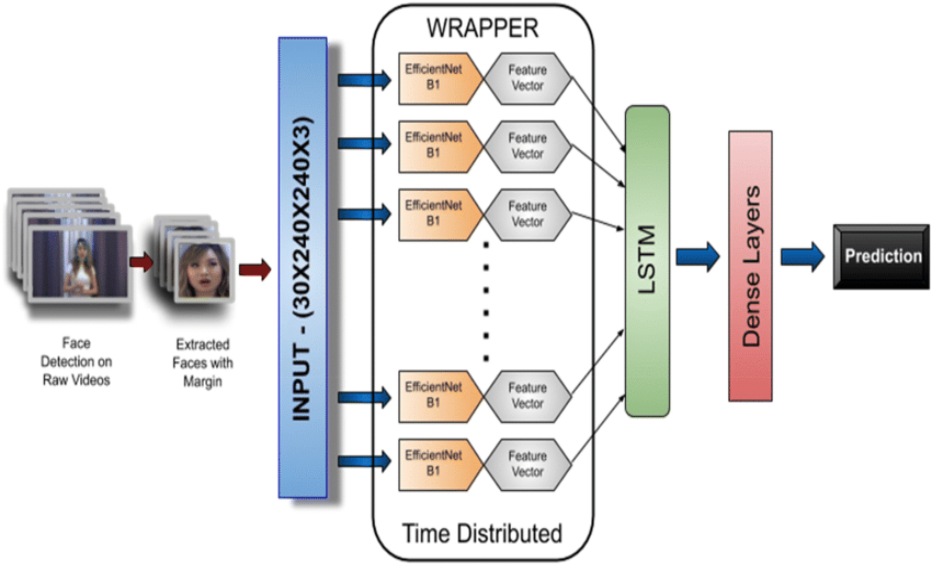 WRAPPER
Face
Detection on
Raw Videos
Extracted
Faces with
Margin
INPUT - (30X240X240X3)
EfficientNet
B1
Feature
Vector
EfficientNet
B1
Feature
Vector
EfficientNet
B1
Feature
Vector
EfficientNet
B1
Feature
Vector
EfficientNet
B1
Feature
Vector
Time Distributed
LSTM
Dense Layers
Prediction